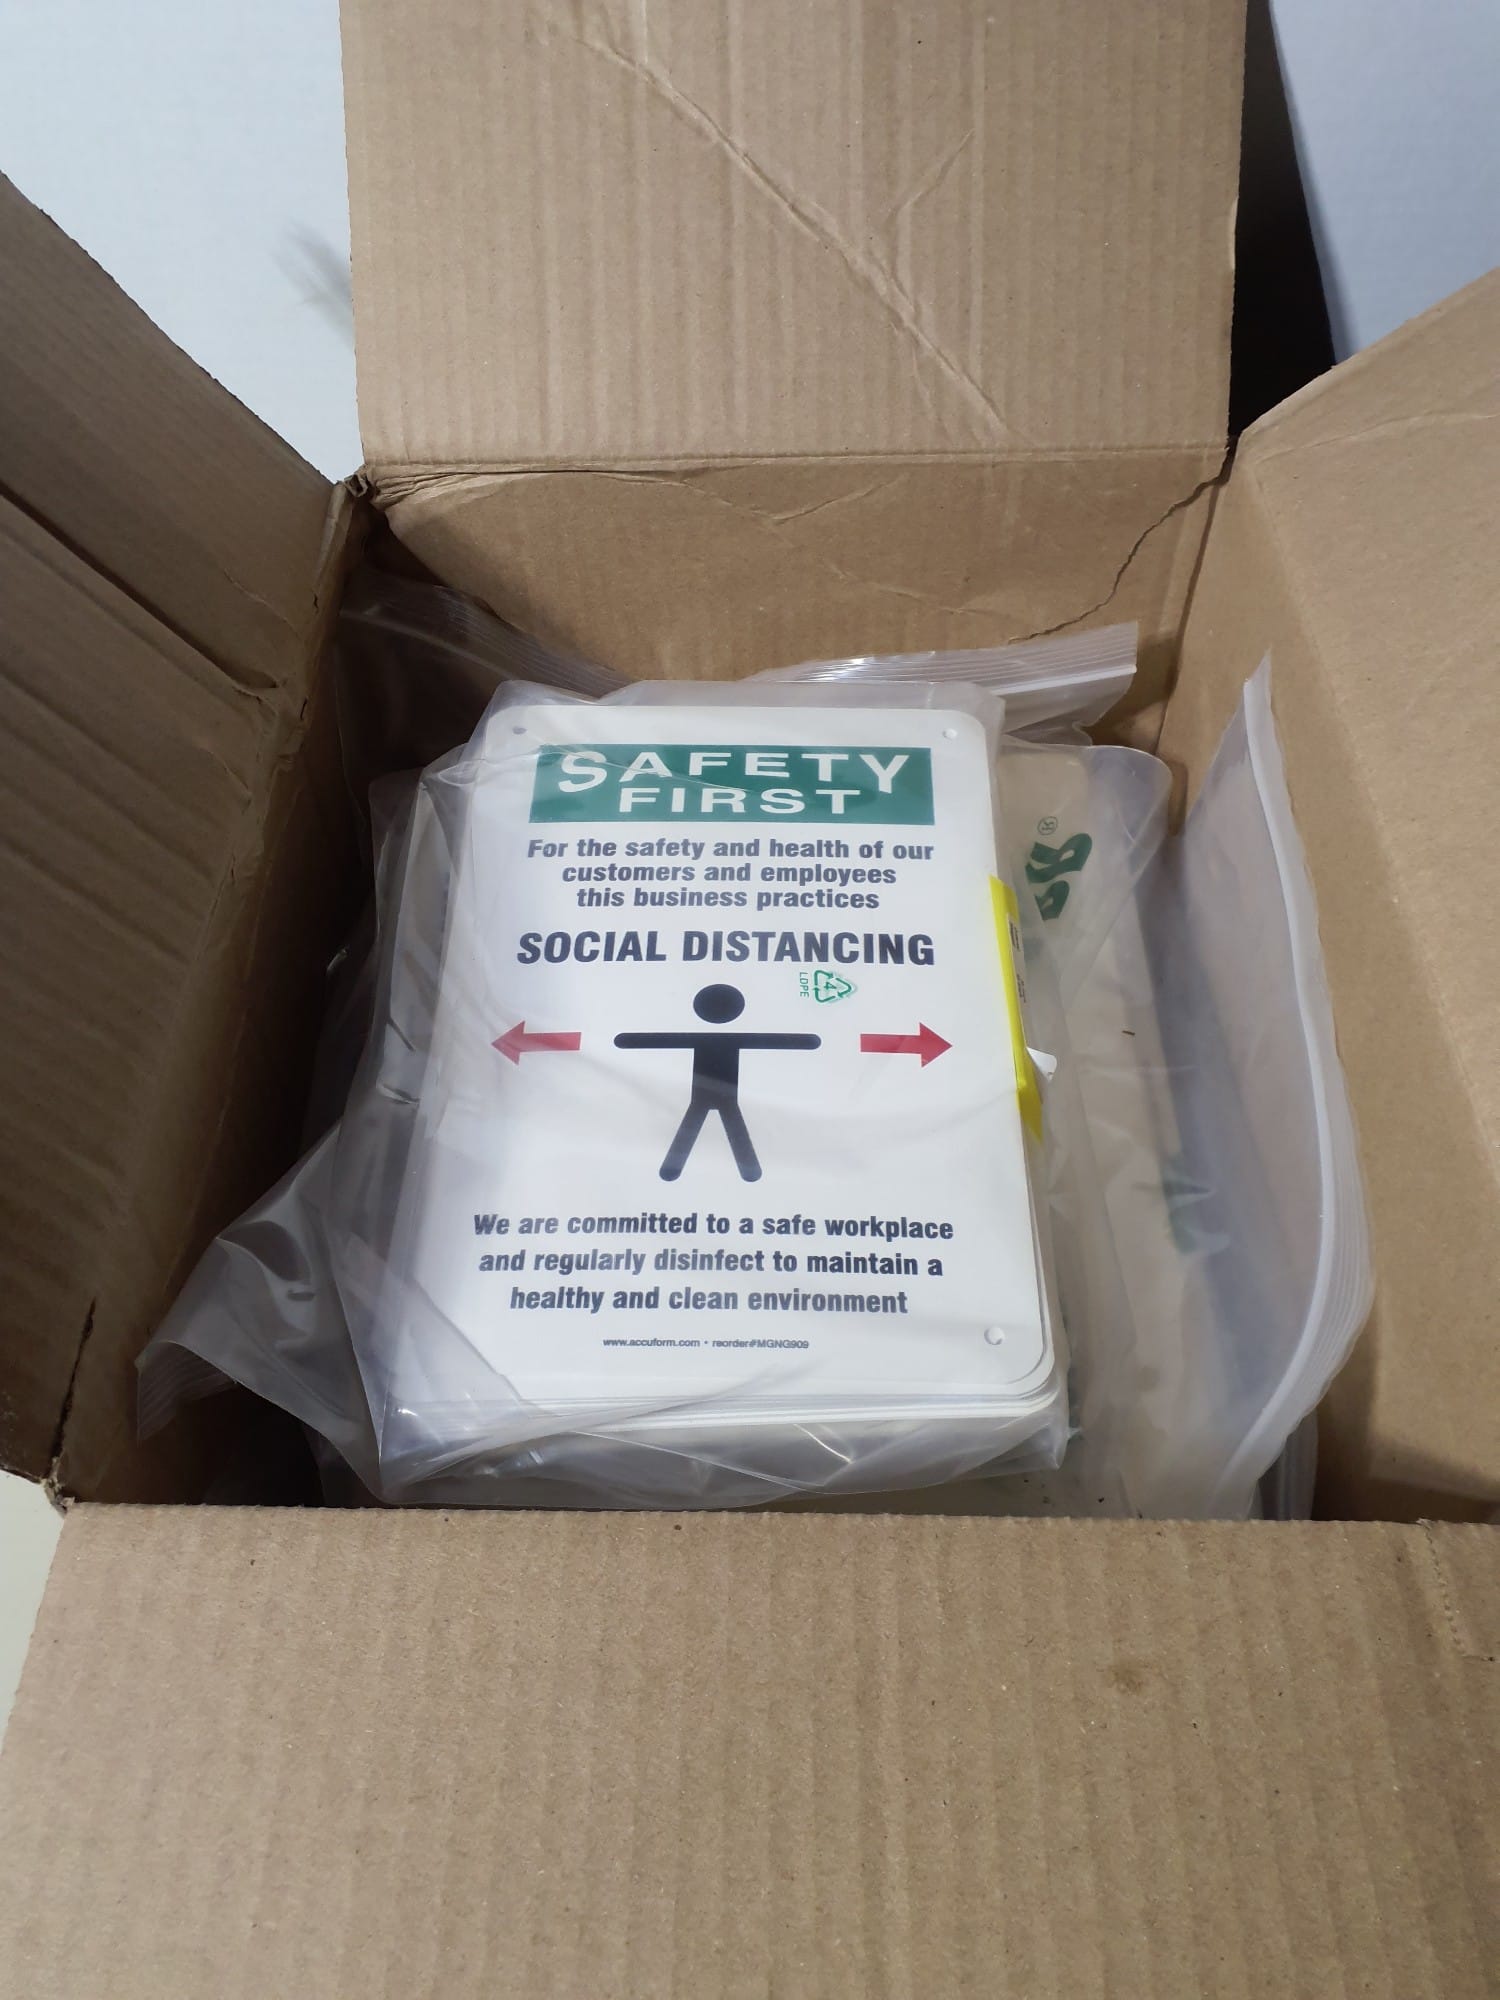 SAFETY
FIRST
For the safety and health of our
customers and employees
this business practices
SOCIAL DISTANCING
4
LDPE
We are committed to a safe workplace
and regularly disinfect to maintain a
healthy and clean environment
www.accuform.com • reorder#MGNG909